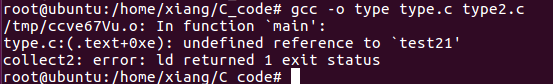 root@ubuntu:/home/xiang/C_code# gcc -o type type.c type2.c
/tmp/ccve67Vu.o: In function `main':
type.c:(.text+0xe): undefined reference to `test21'
collect2: error: ld returned 1 exit status
root@ubuntu:/home/xiang/C_code#